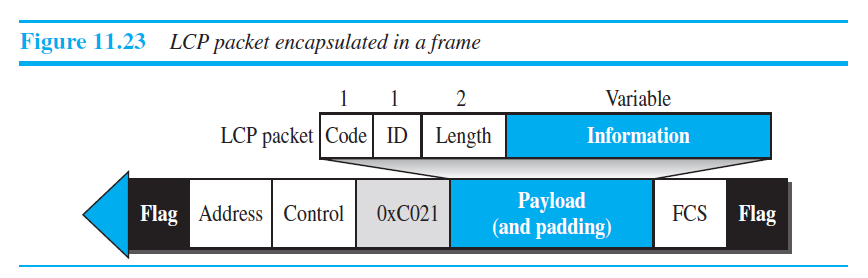 Figure 11.23 LCP packet encapsulated in a frame
1 1 2 Variable
LCP packet Code ID Length Information
Flag Address Control 0xC021 Payload (and padding) FCS Flag